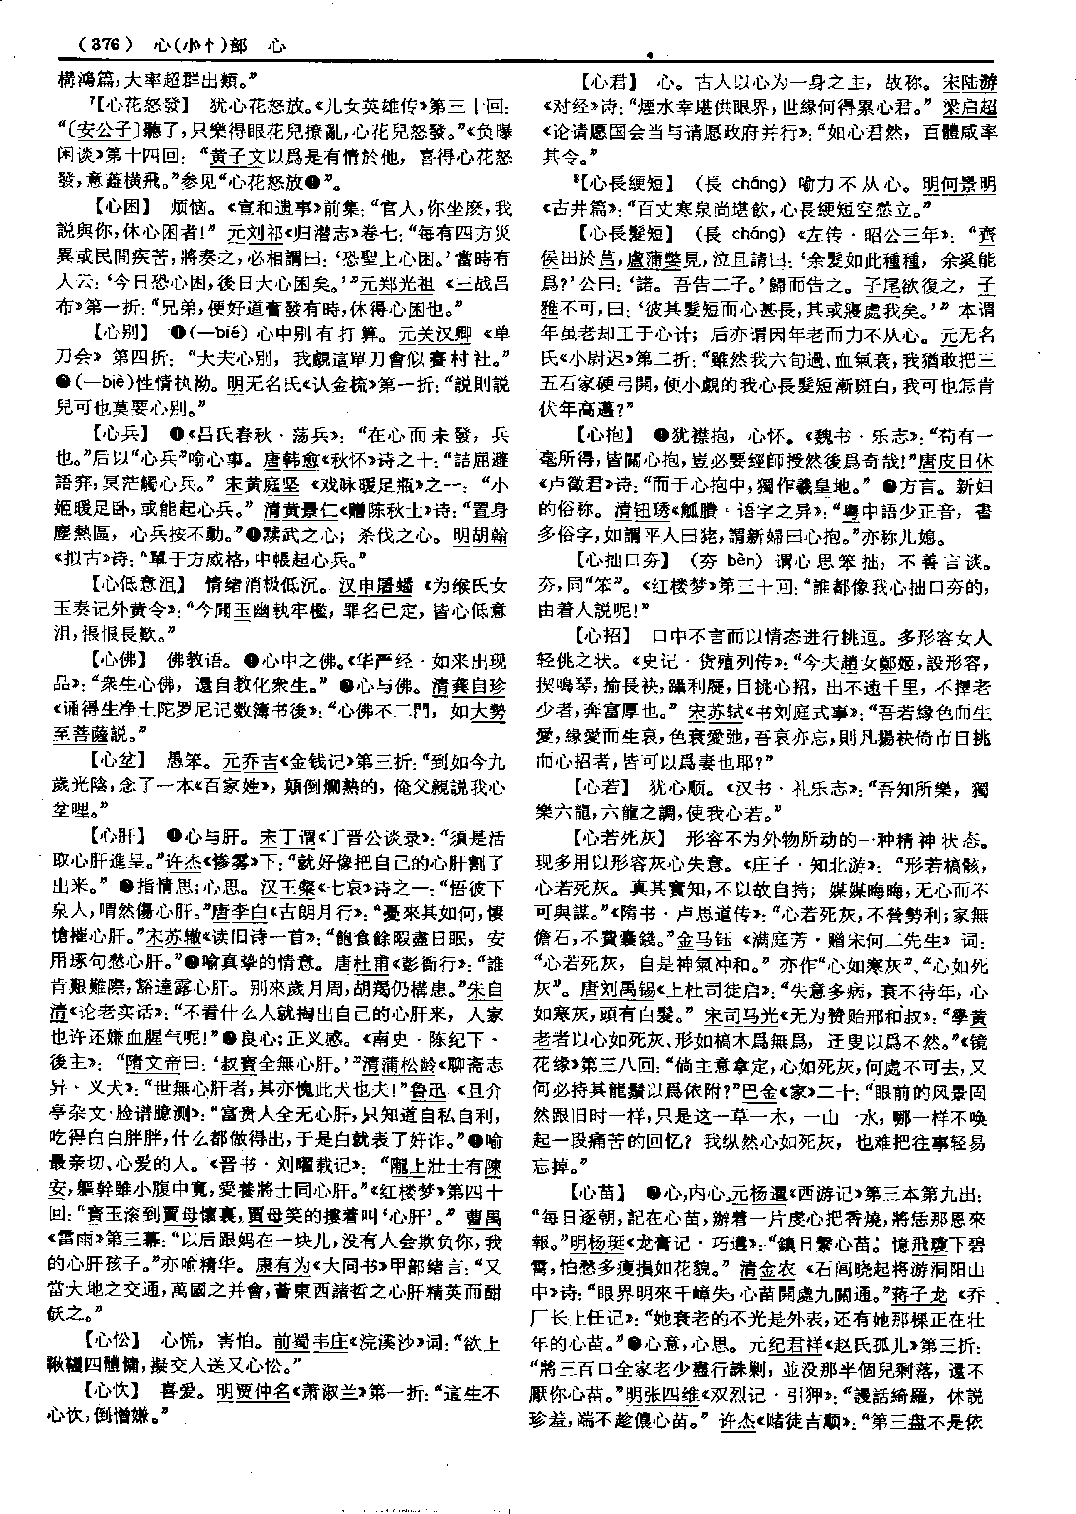 （376） 心(小忄)部 心
橫鴻篇，大率超群出類。”
7【心花怒發】 犹心花怒放。《儿女英雄传》第三十回：
“〔安公子〕聽了，只樂得眼花兒撩亂，心花兒怒發。”《负曝
闲谈》第十四回：“黄子文以爲是有情於他，喜得心花怒
發，意蕊橫飛。”参见“心花怒放❶”。
【心困】 烦恼。《宣和遗事》前集：“官人，你坐麽，我
説與你，休心困者！” 元刘祁《归潜志》卷七：“每有四方災
異或民間疾苦，將奏之，必相謂曰：‘恐聖上心困。’當時有
人云：‘今日恐心困，後日大心困矣。’”元郑光祖《三战吕
布》第一折：“兄弟，便好道奮發有時，休得心困也。”
【心别】 ❶(—bié) 心中别有打算。元关汉卿《单
刀会》第四折：“大夫心别，我覷這單刀會似賽村社。”
❷(—biè)性情执拗。明无名氏《认金梳》第一折：“説則説
兒可也莫要心别。”
【心兵】 ❶《吕氏春秋·荡兵》：“在心而未發，兵
也。”后以“心兵”喻心事。唐韩愈《秋怀》诗之十：“詰屈避
語穽，冥茫觸心兵。” 宋黄庭坚《戏咏暖足瓶》之一：“小
姬暖足卧，或能起心兵。” 清黄景仁《赠陈秋士》诗：“置身
塵熱區，心兵按不動。”❷黩武之心；杀伐之心。明胡翰
《拟古》诗：“單于方威格，中帳起心兵。”
【心低意沮】 情绪消极低沉。汉申屠蟠《为缑氏女
玉奏记外黄令》：“今聞玉幽執牢檻，罪名已定，皆心低意
沮，悵恨長歎。”
【心佛】 佛教语。❶心中之佛。《华严经·如来出现
品》：“衆生心佛，還自教化衆生。” ❷心与佛。清龚自珍
《诵得生净土陀罗尼记数簿书後》：“心佛不二門，如大勢
至菩薩説。”
【心坌】 愚笨。元乔吉《金钱记》第三折：“到如今九
歲光陰，念了一本《百家姓》，顛倒爛熟的，俺父親説我心
坌哩。”
【心肝】 ❶心与肝。宋丁谓《丁晋公谈录》：“須是活
取心肝進呈。”许杰《惨雾》下：“就好像把自己的心肝割了
出来。” ❷指情思；心思。汉王粲《七哀》诗之一：“悟彼下
泉人，喟然傷心肝。”唐李白《古朗月行》：“憂來其如何，悽
愴摧心肝。”宋苏辙《读旧诗一首》：“飽食餘暇盡日眠，安
用琢句愁心肝。”❸喻真挚的情意。唐杜甫《彭衙行》：“誰
肯艱難際，豁達露心肝。别來歲月周，胡羯仍構患。”朱自
清《论老实话》：“不看什么人就掏出自己的心肝来，人家
也许还嫌血腥气呢！”❹良心；正义感。《南史·陈纪下·
後主》：“隋文帝曰：‘叔寶全無心肝。’”清蒲松龄《聊斋志
异·义犬》：“世無心肝者，其亦愧此犬也夫！”鲁迅《且介
亭杂文·脸谱臆测》：“富贵人全无心肝，只知道自私自利，
吃得白白胖胖，什么都做得出，于是白就表了奸诈。”❺喻
最亲切、心爱的人。《晋书·刘曜载记》：“隴上壯士有陳
安，軀幹雖小腹中寬，愛養將士同心肝。”《红楼梦》第四十
回：“寶玉滚到賈母懷裏，賈母笑的摟着叫‘心肝’。” 曹禺
《雷雨》第三幕：“以后跟妈在一块儿，没有人会欺负你，我
的心肝孩子。”亦喻精华。康有为《大同书》甲部绪言：“又
當大地之交通，萬國之并會，薈東西諸哲之心肝精英而酣
飫之。”
【心忪】 心慌，害怕。前蜀韦庄《浣溪沙》词：“欲上
鞦韆四體慵，擬交人送又心忪。”
【心忺】 喜爱。明贾仲名《萧淑兰》第一折：“這生不
心忺，倒憎嫌。”
【心君】 心。古人以心为一身之主，故称。宋陆游
《对经》诗：“煙水幸堪供眼界，世緣何得累心君。” 梁启超
《论请愿国会当与请愿政府并行》：“如心君然，百體咸率
其令。”
8【心長綆短】（長 cháng）喻力不从心。明何景明
《古井篇》：“百丈寒泉尚堪飲，心長綆短空愁立。”
【心長髮短】（長 cháng）《左传·昭公三年》：“齊
侯田於莒，盧蒲嫳見，泣且請曰：‘余髮如此種種，余奚能
爲？’公曰：‘諾。吾告二子。’歸而告之。子尾欲復之，子
雅不可，曰：‘彼其髮短而心甚長，其或寢處我矣。’” 本谓
年虽老却工于心计；后亦谓因年老而力不从心。元无名
氏《小尉迟》第二折：“雖然我六旬過、血氣衰，我猶敢把三
五石家硬弓開，便小覷的我心長髮短漸斑白，我可也怎肯
伏年高邁？”
【心抱】 ❶犹襟抱，心怀。《魏书·乐志》：“苟有一
毫所得，皆關心抱，豈必要經師授然後爲奇哉！”唐皮日休
《卢徵君》诗：“而于心抱中，獨作羲皇地。” ❷方言。新妇
的俗称。清钮琇《觚賸·语字之异》：“粤中語少正音，書
多俗字，如謂平人曰狫，謂新婦曰心抱。”亦称儿媳。
【心拙口夯】（夯 bèn）谓心思笨拙，不善言谈。
夯，同“笨”。《红楼梦》第三十回：“誰都像我心拙口夯的，
由着人説呢！”
【心招】 口中不言而以情态进行挑逗。多形容女人
轻佻之状。《史记·货殖列传》：“今夫趙女鄭姬，設形容，
揳鳴琴，揄長袂，躡利屣，目挑心招，出不遠千里，不擇老
少者，奔富厚也。” 宋苏轼《书刘庭式事》：“吾若緣色而生
愛，緣愛而生哀，色衰愛弛，吾哀亦忘，則凡揚袂倚市目挑
而心招者，皆可以爲妻也耶？”
【心若】 犹心顺。《汉书·礼乐志》：“吾知所樂，獨
樂六龍，六龍之調，使我心若。”
【心若死灰】 形容不为外物所动的一种精神状态。
现多用以形容灰心失意。《庄子·知北游》：“形若槁骸，
心若死灰。真其實知，不以故自持；媒媒晦晦，无心而不
可與謀。”《隋书·卢思道传》：“心若死灰，不營勢利；家無
儋石，不費囊錢。”金马钰《满庭芳·赠宋何二先生》词：
“心若死灰，自是神氣冲和。” 亦作“心如寒灰”、“心如死
灰”。唐刘禹锡《上杜司徒启》：“失意多病，衰不待年，心
如寒灰，頭有白髮。” 宋司马光《无为赞贻邢和叔》：“學黄
老者以心如死灰、形如槁木爲無爲，迂叟以爲不然。”《镜
花缘》第三八回：“倘主意拿定，心如死灰，何處不可去，又
何必持其龍鬚以爲依附？”巴金《家》二十：“眼前的风景固
然跟旧时一样，只是这一草一木，一山一水，哪一样不唤
起一段痛苦的回忆？我纵然心如死灰，也难把往事轻易
忘掉。”
【心苗】 ❶心，内心。元杨暹《西游记》第三本第九出：
“每日逐朝，記在心苗，辦着一片虔心把香燒，將恁那恩來
報。”明杨珽《龙膏记·巧遘》：“鎮日縈心苗。憶飛瓊下碧
霄，怕愁多瘦損如花貌。” 清金农《石闾晓起将游洞阳山
中》诗：“眼界明來千嶂失，心苗開處九關通。”蒋子龙《乔
厂长上任记》：“她衰老的不光是外表，还有她那棵正在壮
年的心苗。”❷心意，心思。元纪君祥《赵氏孤儿》第三折：
“將三百口全家老少盡行誅剿，並没那半個兒剩落，還不
厭你心苗。”明张四维《双烈记·引狎》：“謾話綺羅，休説
珍羞，端不趁儂心苗。” 许杰《赌徒吉顺》：“第三盘不是依